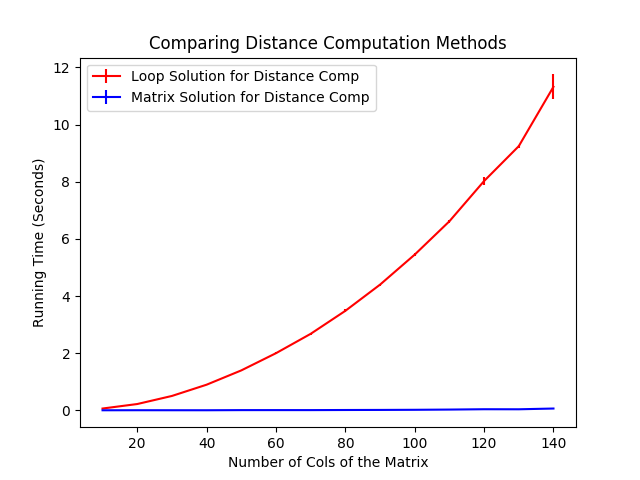 Comparing Distance Computation Methods
Loop Solution for Distance Comp
Matrix Solution for Distance Comp
12
10
8
6
4
2
0
Running Time (Seconds)
20 40 60 80 100 120 140
Number of Cols of the Matrix